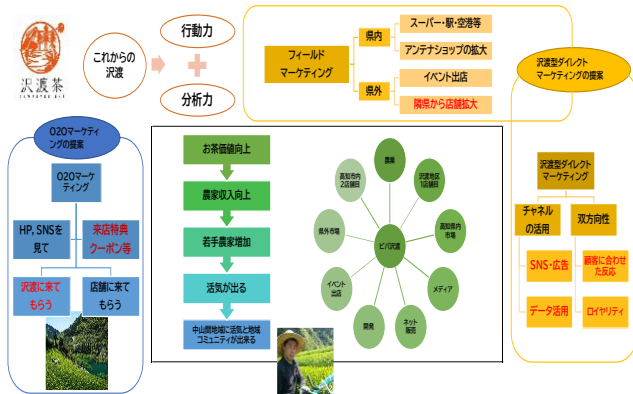 沢渡茶
これからの
沢渡
行動力
分析力
フィールド
マーケティング
県内
スーパー・駅・空港等
アンテナショップの拡大
県外
イベント出店
隣県から店舗拡大
沢渡型ダイレクト
マーケティングの提案
O2Oマーケティ
ングの提案
O2Oマーケ
ティング
HP, SNSを
見て
来店特典
クーポン等
沢渡に来て
もらう
店舗に来て
もらう
お茶価値向上
農家収入向上
若手農家増加
活気が出る
中山間地域に活気と地域
コミュニティが出来る
農業
沢渡地区
1店舗目
高知県内
市場
メディア
ネット
販売
開発
イベント
出店
県外市場
高知市内
2店舗目
ビバ沢渡
沢渡型ダイレクト
マーケティング
チャネル
の活用
双方向性
SNS・広告
顧客に合わせ
た反応
データ活用
ロイヤリティ